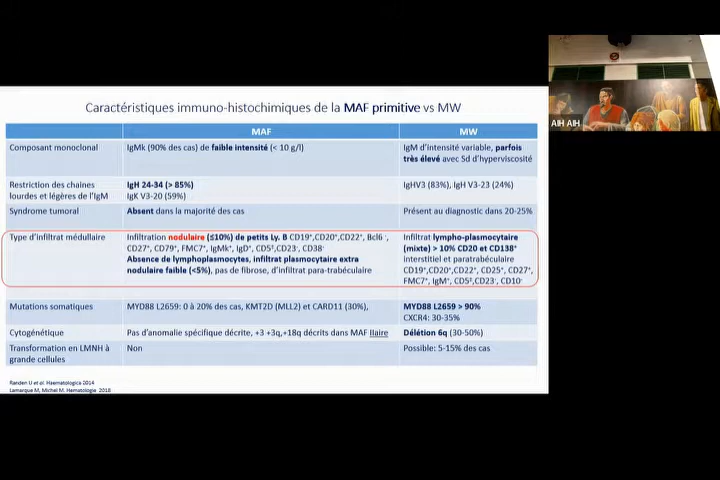 Caractéristiques immuno-histochimiques de la MAF primitive vs MW
MAF
MW
Composant monoclonal
IgMk (90% des cas) de faible intensité (< 10 g/l)
IgM d'intensité variable, parfois
très élevé avec Sd d'hyperviscosité
Restriction des chaines
lourdes et légères de l'IgM
IgH 24-34 (> 85%)
IgK V3-20 (59%)
IgHV3 (83%), IgH V3-23 (24%)
Syndrome tumoral
Absent dans la majorité des cas
Présent au diagnostic dans 20-25%
Type d'infiltrat médullaire
Infiltration nodulaire (≤10%) de petits Ly. B CD19⁺,CD20⁺,CD22⁺, Bcl6⁻,
CD27⁺, CD79⁺, FMC7⁺, IgMk⁺, IgD⁺, CD5±,CD23⁻, CD38⁻
Absence de lymphoplasmocytes, infiltrat plasmocytaire extra
nodulaire faible (<5%), pas de fibrose, d'infiltrat para-trabéculaire
Infiltrat lympho-plasmocytaire
(mixte) > 10% CD20 et CD138⁺
interstitiel et paratrabéculaire
CD19⁺,CD20⁺,CD22⁺, CD25⁺, CD27⁺,
FMC7⁺, IgM⁺, CD5±,CD23⁻, CD10⁻
Mutations somatiques
MYD88 L2659: 0 à 20% des cas, KMT2D (MLL2) et CARD11 (30%),
MYD88 L2659 > 90%
CXCR4: 30-35%
Cytogénétique
Pas d'anomalie spécifique décrite, +3 +3q,+18q décrits dans MAF IIaire
Délétion 6q (30-50%)
Transformation en LMNH à
grande cellules
Non
Possible: 5-15% des cas
Randen U et al. Haematologica 2014
Lamarque M, Michel M. Hematologie 2018
AIH AIH